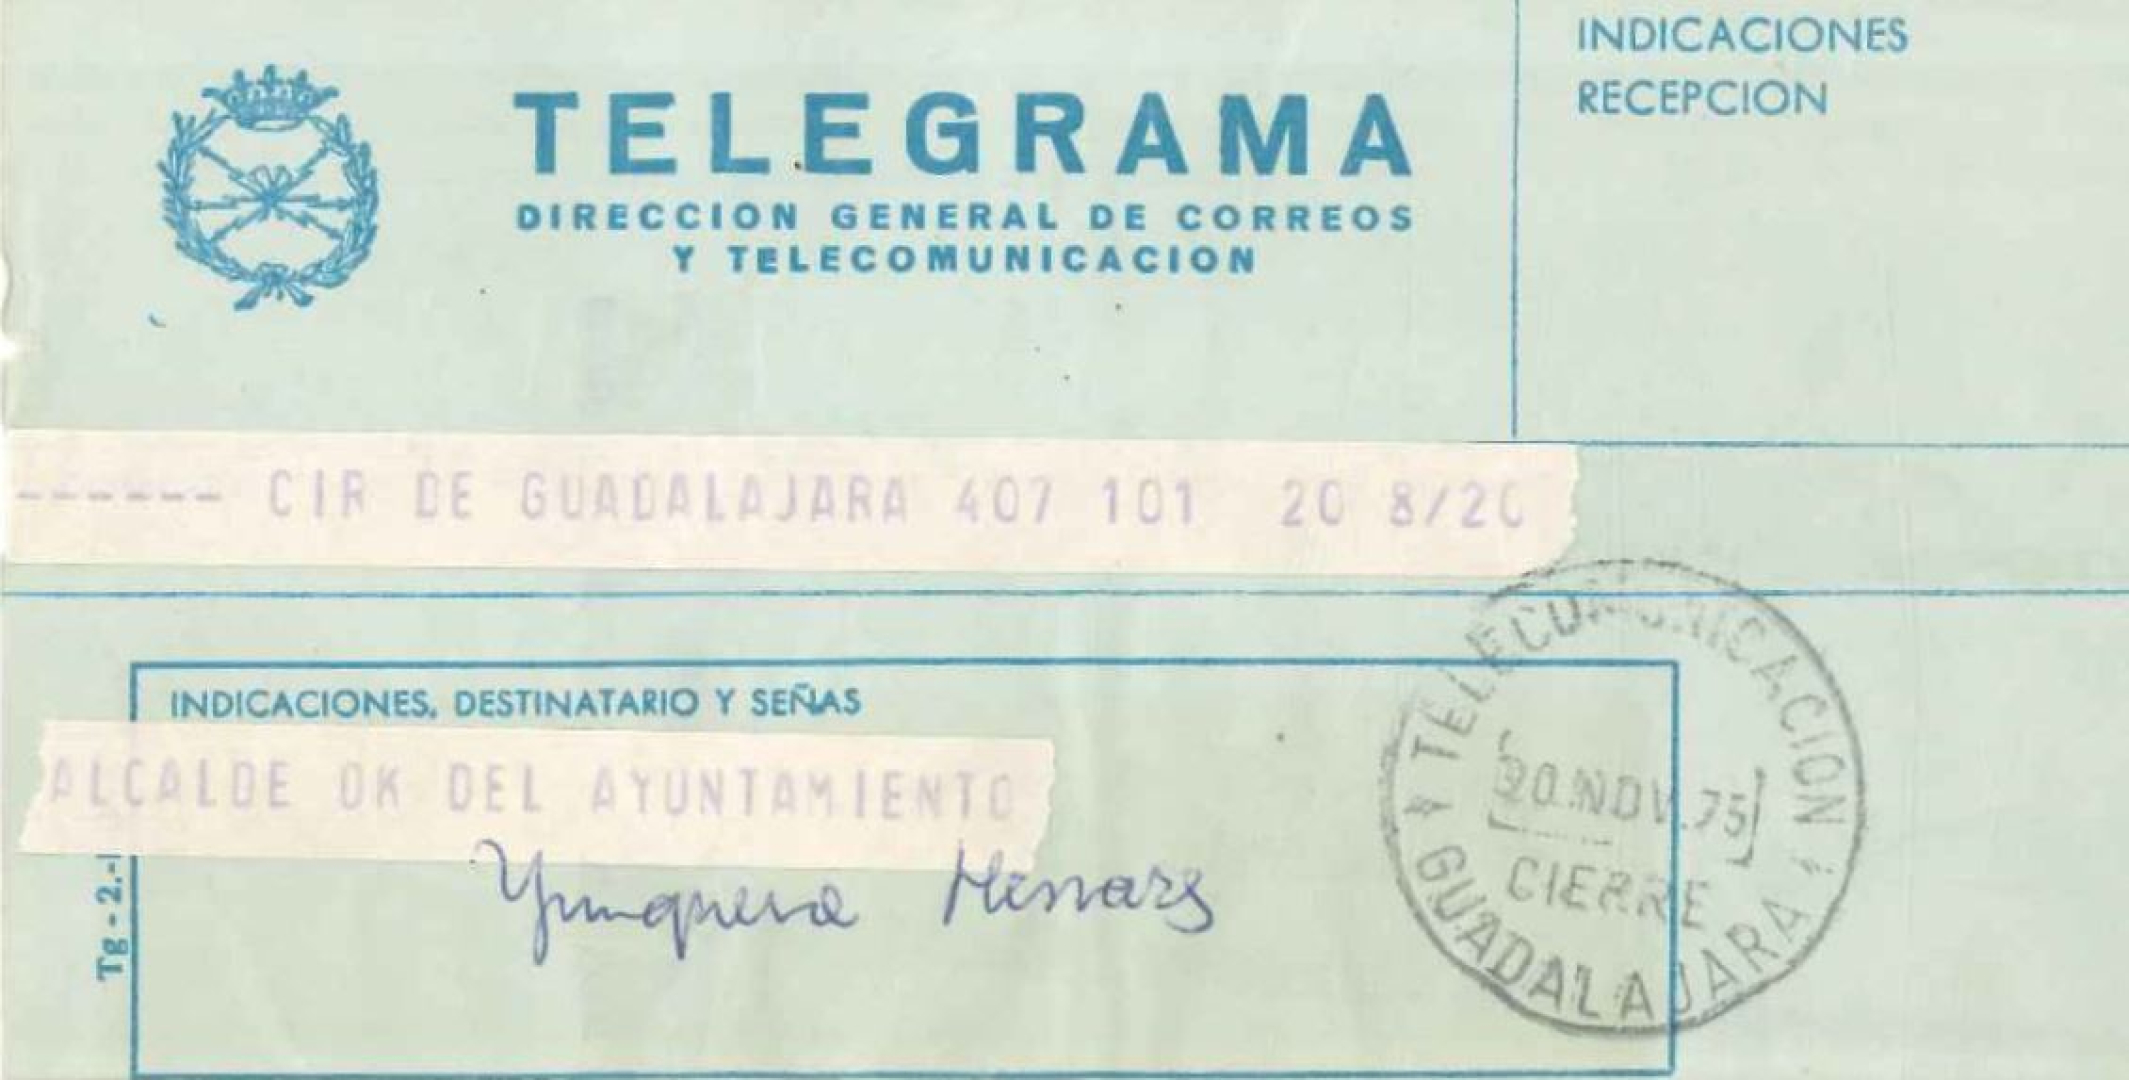 INDICACIONES
RECEPCION
TELEGRAMA
DIRECCION GENERAL DE CORREOS
Y TELECOMUNICACION
------ CIR DE GUADALAJARA 407 101 20 8/20
INDICACIONES, DESTINATARIO Y SEÑAS
ALCALDE OK DEL AYUNTAMIENTO
Yunquera Henares
Tg - 2.-
TELECOMUNICACION
20.NOV.75
CIERRE
GUADALAJARA